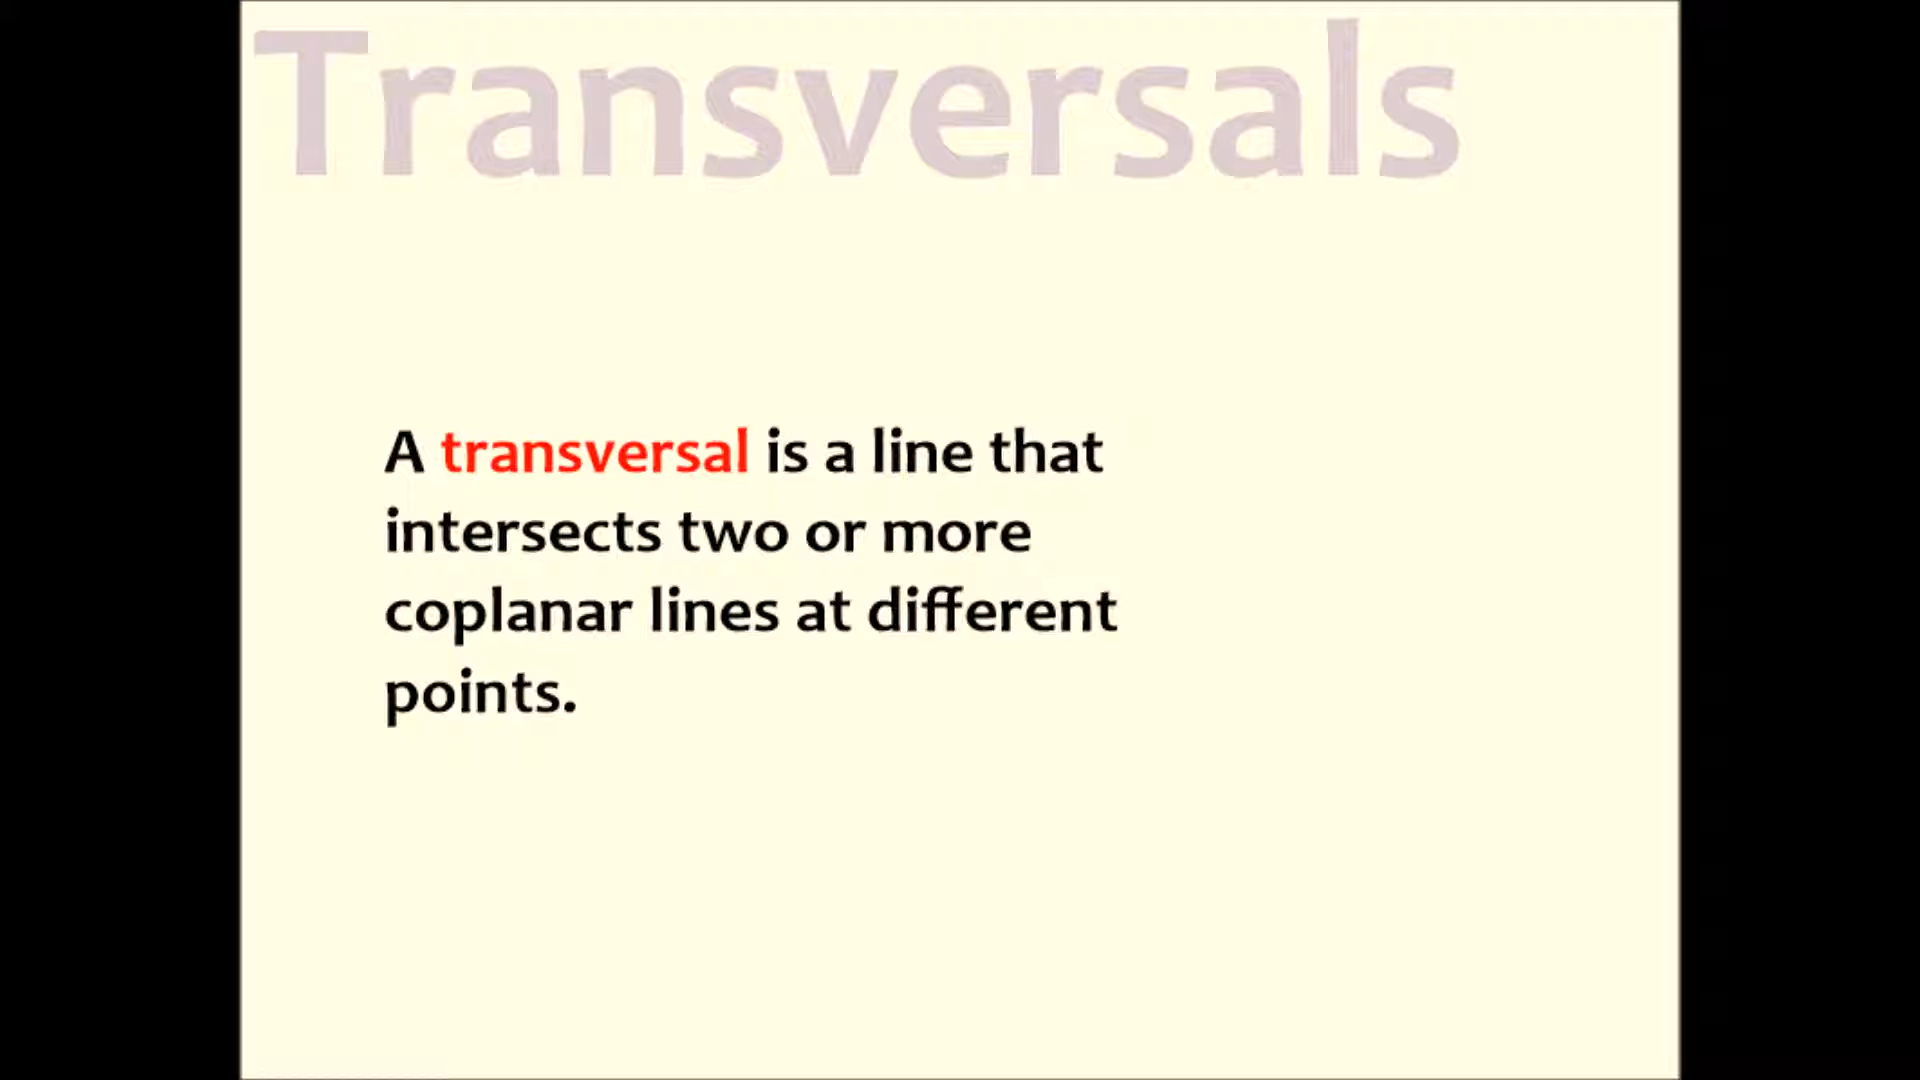 Transversals
A transversal is a line that
intersects two or more
coplanar lines at different
points.